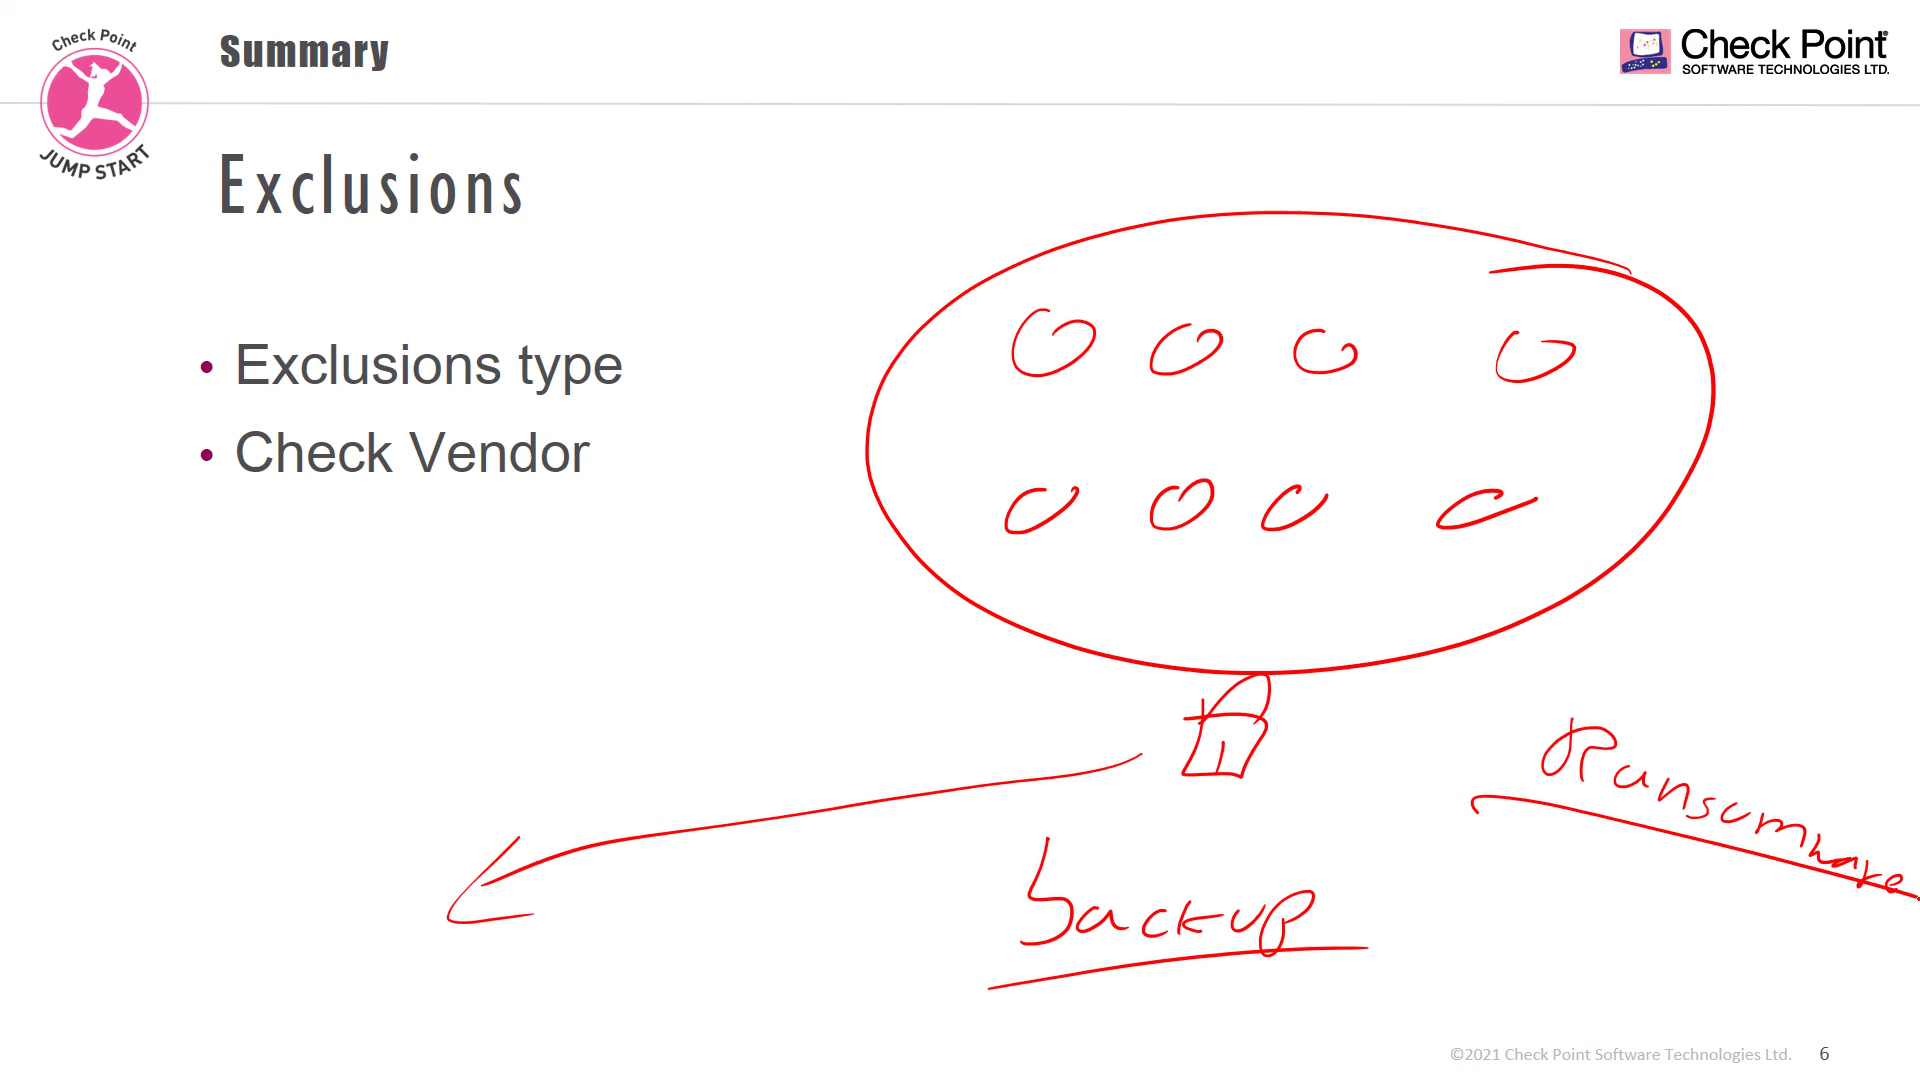 Check Point
JUMP START
Summary
Check Point
SOFTWARE TECHNOLOGIES LTD.
Exclusions
• Exclusions type
• Check Vendor
Ransomware
backup
©2021 Check Point Software Technologies Ltd. 6